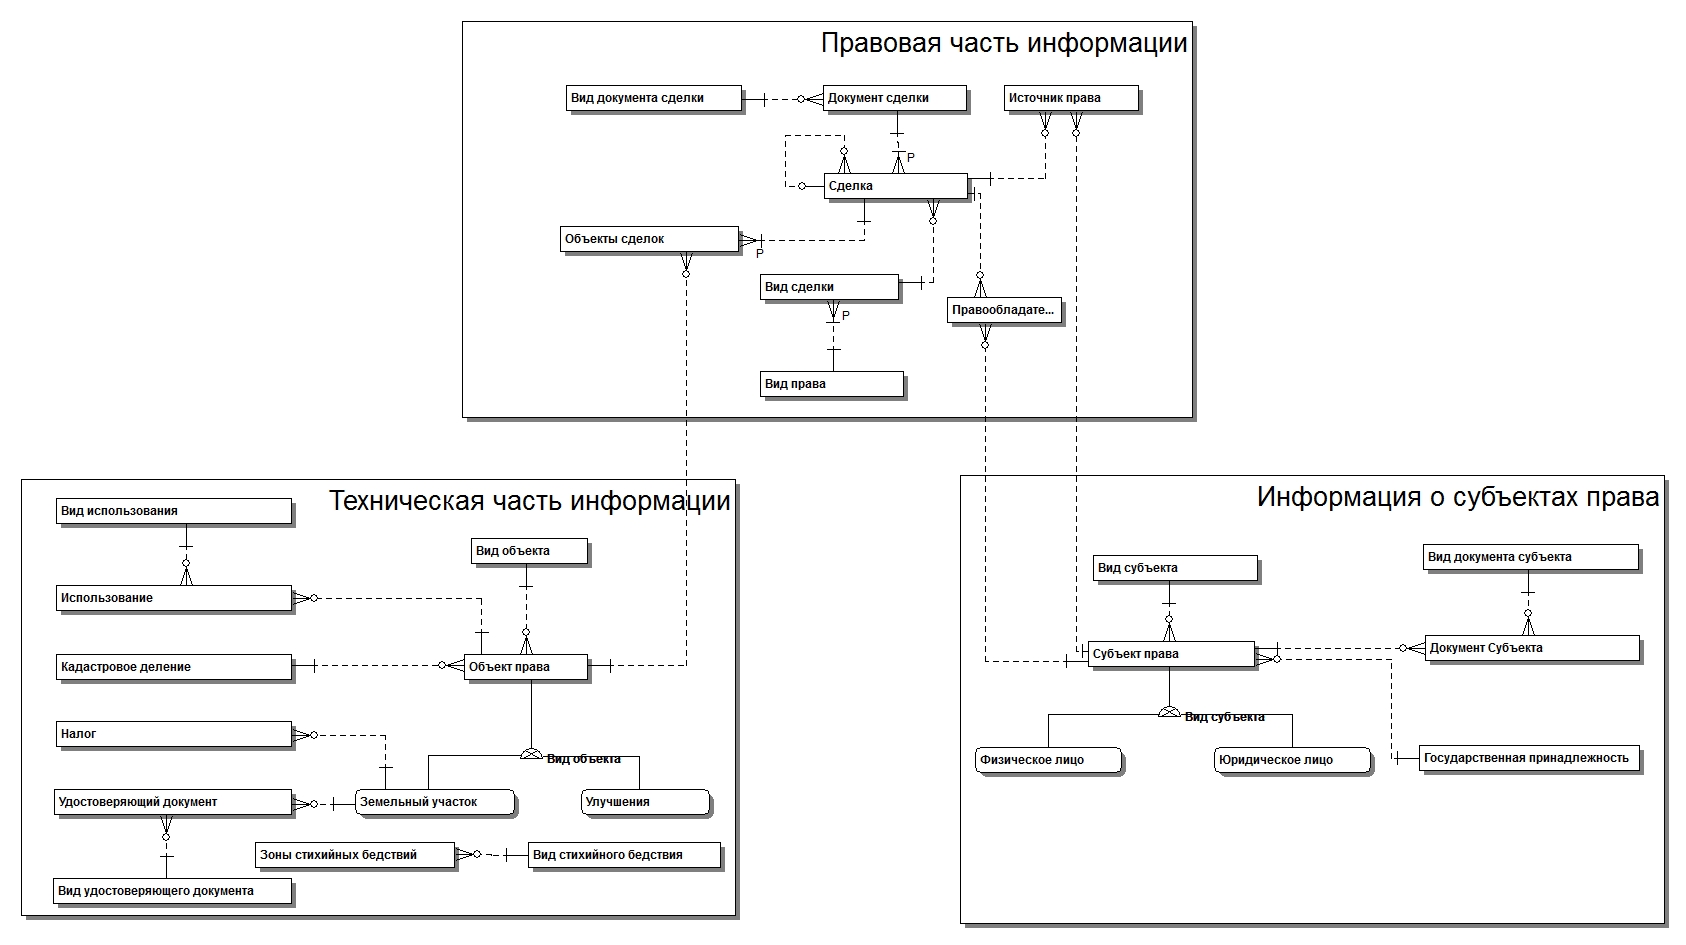 Правовая часть информации
Вид документа сделки
Документ сделки
Источник права
P
Сделка
Объекты сделок
P
Вид сделки
P
Правообладате...
Вид права
Техническая часть информации
Вид использования
Вид объекта
Использование
Кадастровое деление
Объект права
Налог
Вид объекта
Удостоверяющий документ
Земельный участок
Улучшения
Зоны стихийных бедствий
Вид стихийного бедствия
Вид удостоверяющего документа
Информация о субъектах права
Вид субъекта
Вид документа субъекта
Субъект права
Документ Субъекта
Вид субъекта
Физическое лицо
Юридическое лицо
Государственная принадлежность